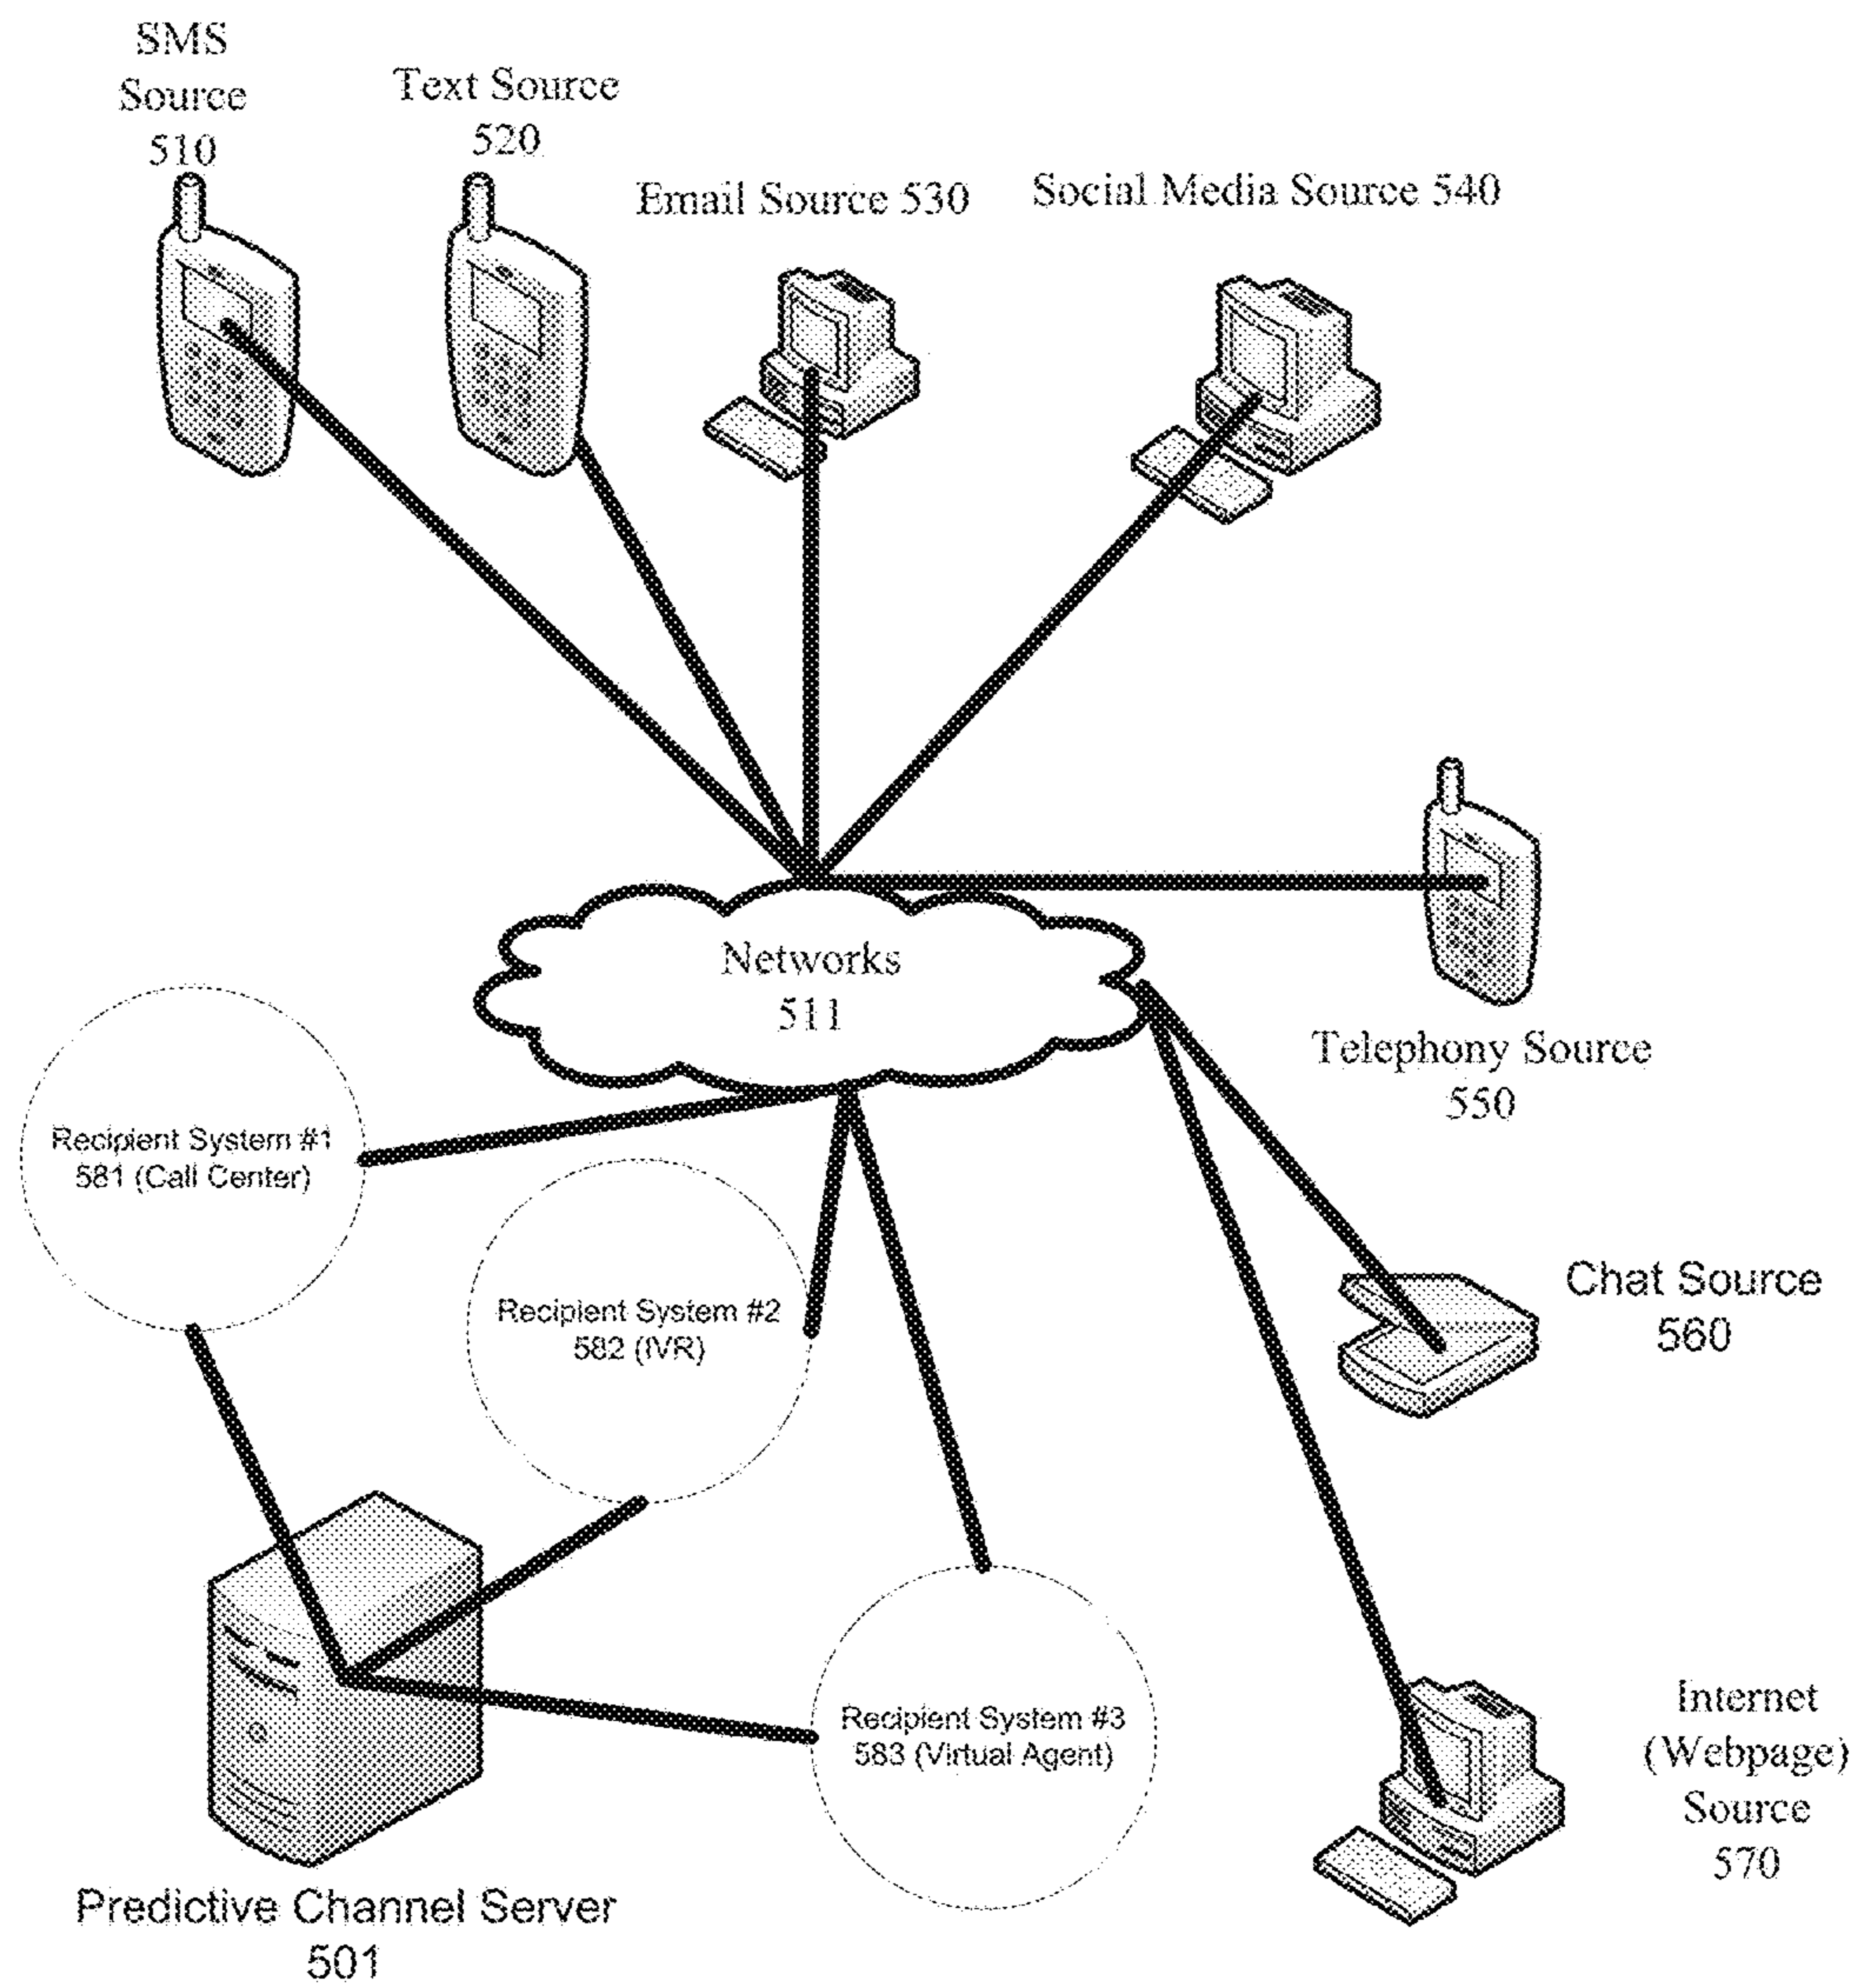 SMS
Source
510
Text Source
520
Email Source 530
Social Media Source 540
Networks
511
Telephony Source
550
Recipient System #1
581 (Call Center)
Recipient System #2
582 (IVR)
Chat Source
560
Recipient System #3
583 (Virtual Agent)
Internet
(Webpage)
Source
570
Predictive Channel Server
501